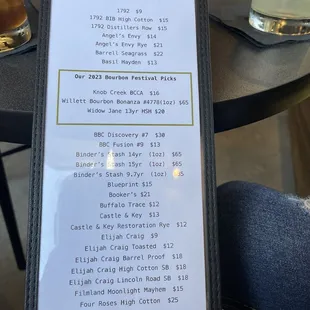 1792 $9
1792 BIB High Cotton $15
1792 Distillers Row $15
Angel's Envy $14
Angel's Envy Rye $21
Barrell Seagrass $22
Basil Hayden $13
Our 2023 Bourbon Festival Picks
Knob Creek BCCA $16
Willett Bourbon Bonanza #4778(1oz) $65
Widow Jane 13yr MSH $20
BBC Discovery #7 $30
BBC Fusion #9 $13
Binder's Stash 14yr (1oz) $65
Binder's Stash 15yr (1oz) $65
Binder's Stash 9.7yr (1oz) $5
Blueprint $15
Booker's $21
Buffalo Trace $12
Castle & Key $13
Castle & Key Restoration Rye $12
Elijah Craig $9
Elijah Craig Toasted $12
Elijah Craig Barrel Proof $18
Elijah Craig High Cotton SB $18
Elijah Craig Lincoln Road SB $18
Filmland Moonlight Mayhem $15
Four Roses High Cotton $25